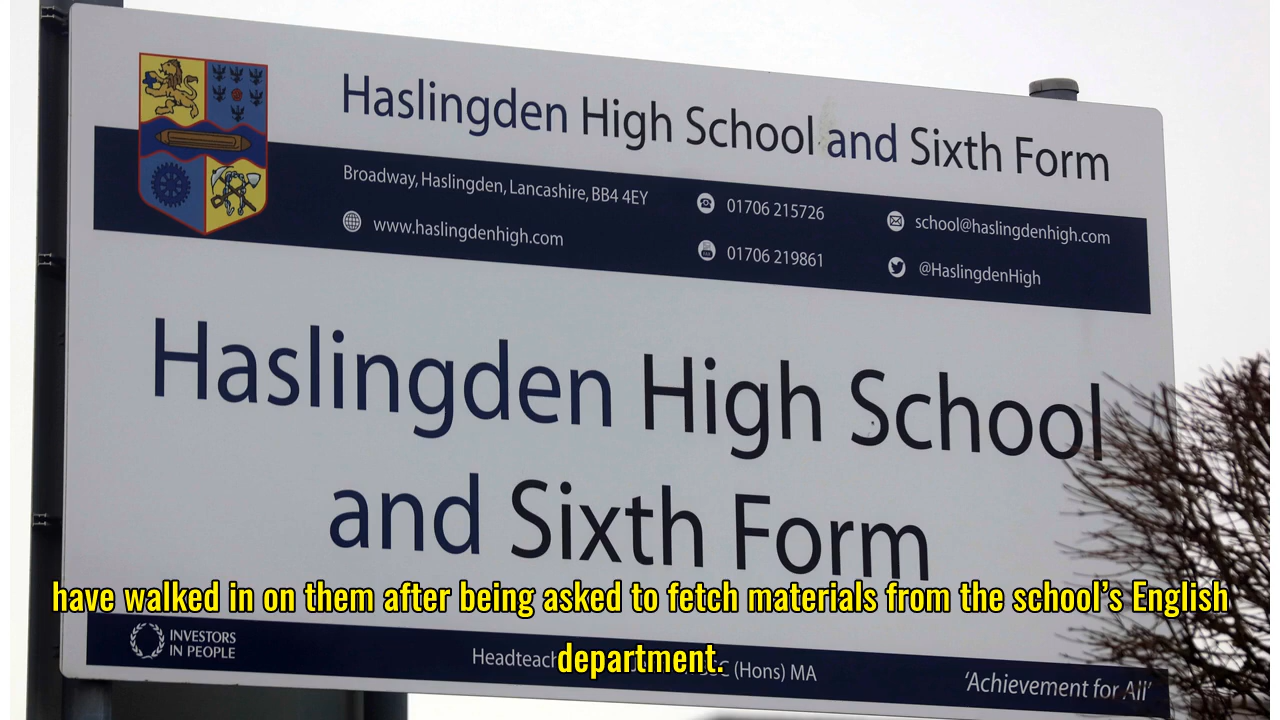 Haslingden High School and Sixth Form
Broadway, Haslingden, Lancashire, BB4 4EY
01706 215726
school@haslingdenhigh.com
www.haslingdenhigh.com
01706 219861
@HaslingdenHigh
Haslingden High School
and Sixth Form
have walked in on them after being asked to fetch materials from the school's English
department.
INVESTORS
IN PEOPLE
(Hons) MA
'Achievement for All'